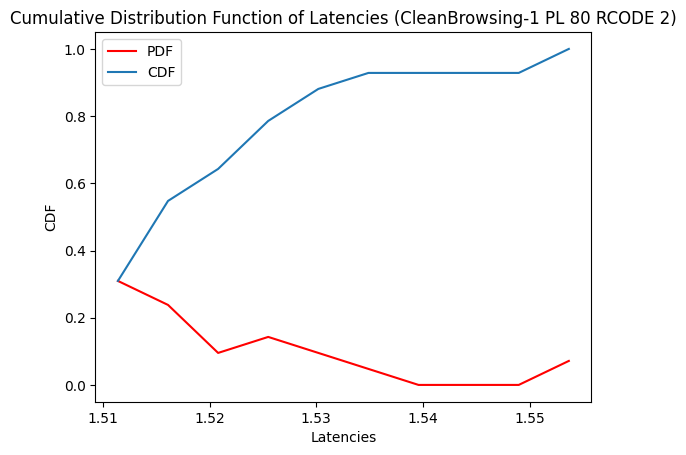 Cumulative Distribution Function of Latencies (CleanBrowsing-1 PL 80 RCODE 2)
PDF
CDF
1.0
0.8
0.6
0.4
0.2
0.0
CDF
1.51
1.52
1.53
1.54
1.55
Latencies